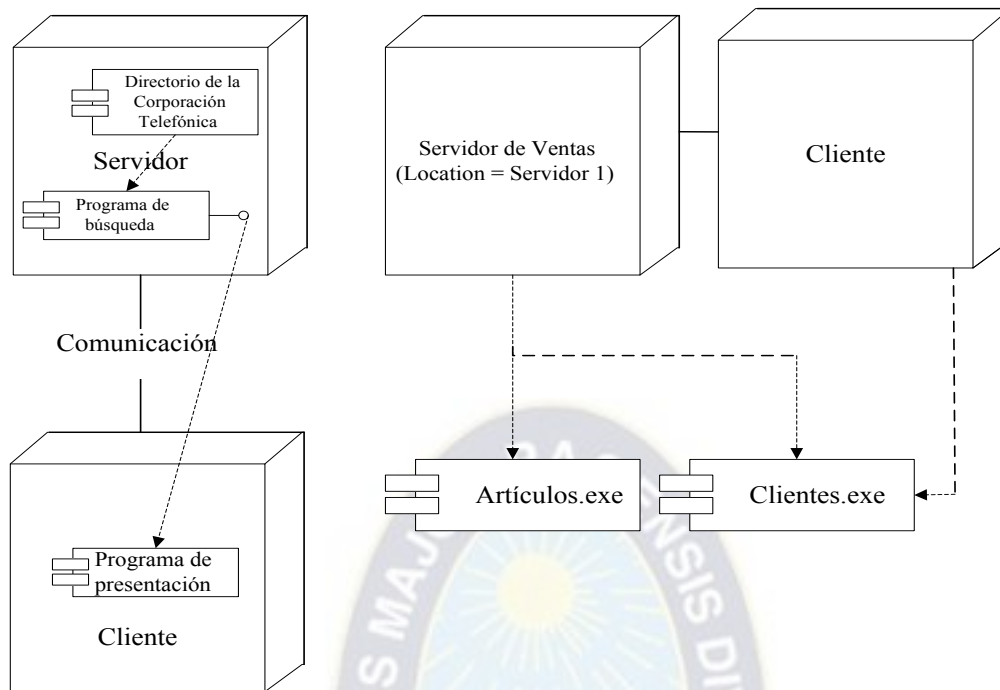 Directorio de la
Corporación
Telefónica
Servidor
Programa de
búsqueda
Comunicación
Programa de
presentación
Cliente
Servidor de Ventas
(Location = Servidor 1)
Cliente
Artículos.exe
Clientes.exe